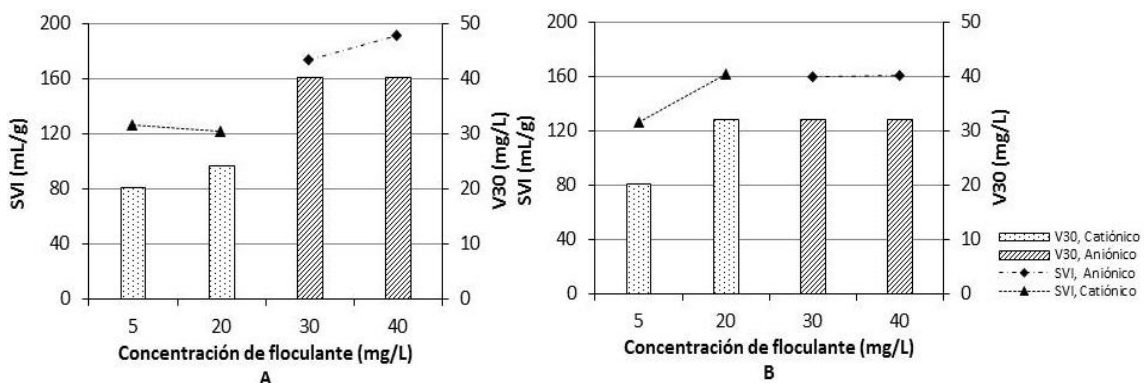 200
160
120
80
40
0
SVI (mL/g)
50
40
30
20
10
0
V30 (mg/L)
5 20 30 40
Concentración de floculante (mg/L)
A
200
160
120
80
40
0
SVI (mL/g)
50
40
30
20
10
0
V30 (mg/L)
5 20 30 40
Concentración de floculante (mg/L)
B
V30, Catiónico
V30, Aniónico
SVI, Aniónico
SVI, Catiónico